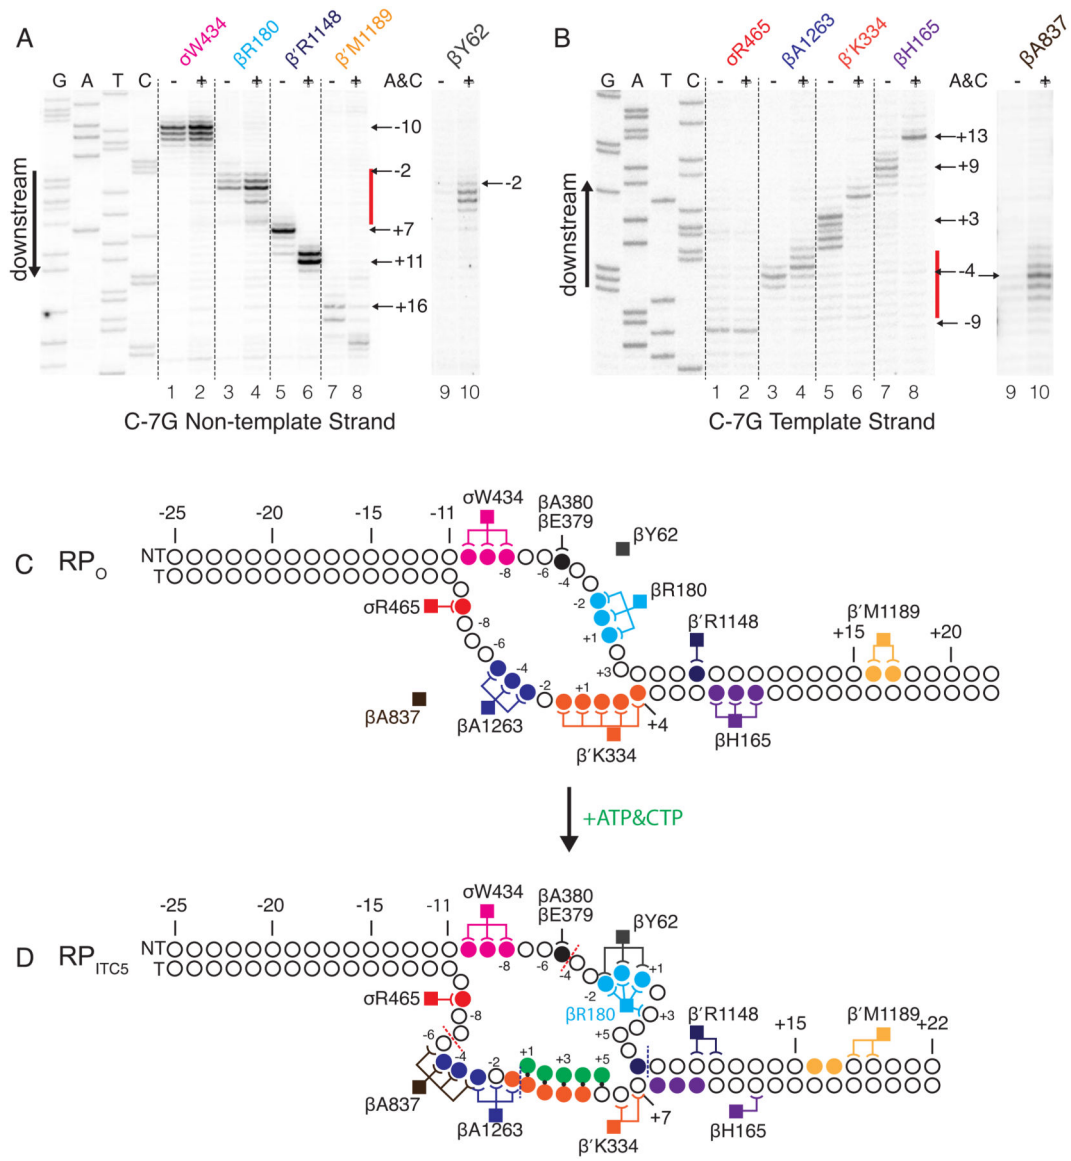 A
σW434 βR180 β′R1148 β′M1189 βY62
G A T C - + - + - + - + A&C - +
-10
-2
-2
+7
+11
+16
downstream
1 2 3 4 5 6 7 8 9 10
C-7G Non-template Strand
B
σR465 βA1263 β′K334 βH165 βA837
G A T C - + - + - + - + A&C - +
+13
+9
+3
-4
-9
downstream
1 2 3 4 5 6 7 8 9 10
C-7G Template Strand
C RPO
σW434 βA380
βE379
βY62
-25 -20 -15 -11
NT
T
-8 -6 -4
-2
+1
+3
βR180
σR465
-8
-6
-4
-2
+1
+4
β′R1148
+15
β′M1189
+20
βA837
βA1263
β′K334
βH165
+ATP&CTP
D RPITC5
σW434 βA380
βE379
βY62
-25 -20 -15 -11
NT
T
-8 -6 -4
-2
+1
βR180
+3
+5
σR465
-8
-6
-4
-2
+1 +3 +5
+7
β′R1148
+15
β′M1189
+22
βA837
βA1263
β′K334
βH165